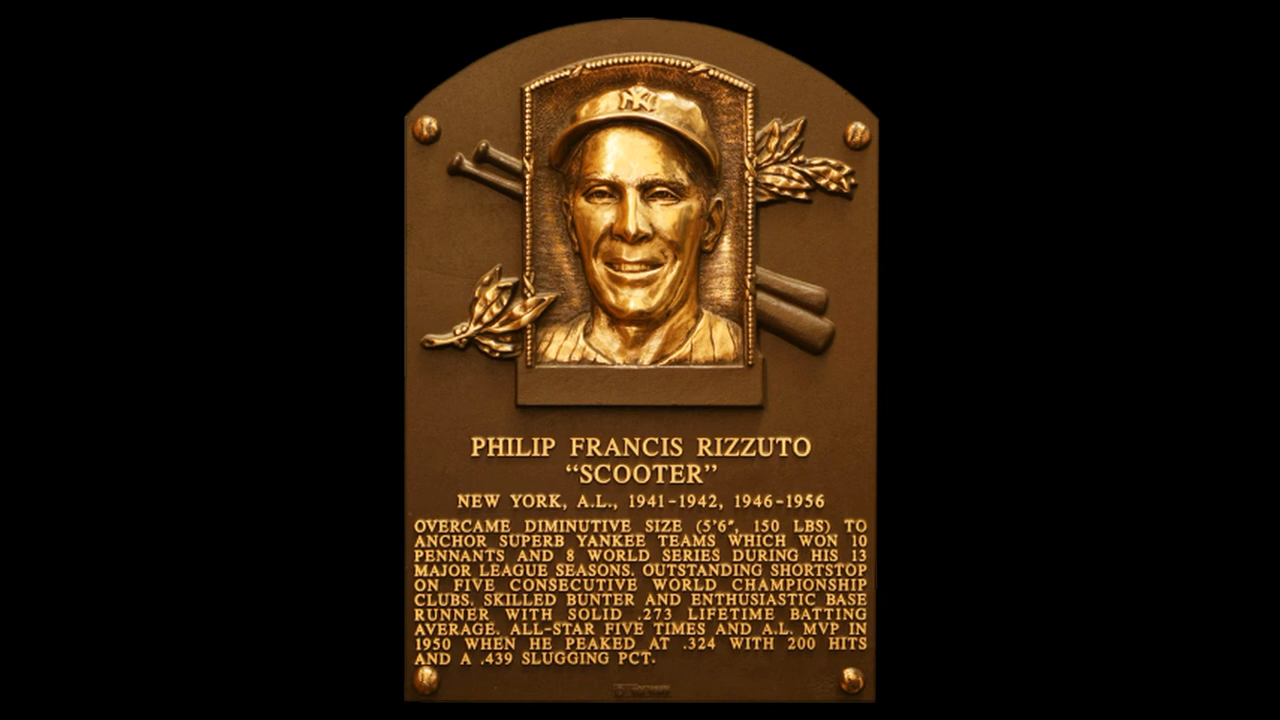 NY
PHILIP FRANCIS RIZZUTO
“SCOOTER”
NEW YORK, A.L., 1941-1942, 1946-1956
OVERCAME DIMINUTIVE SIZE (5'6", 150 LBS) TO
ANCHOR SUPERB YANKEE TEAMS WHICH WON 10
PENNANTS AND 8 WORLD SERIES DURING HIS 13
MAJOR LEAGUE SEASONS. OUTSTANDING SHORTSTOP
ON FIVE CONSECUTIVE WORLD CHAMPIONSHIP
CLUBS. SKILLED BUNTER AND ENTHUSIASTIC BASE
RUNNER WITH SOLID .273 LIFETIME BATTING
AVERAGE. ALL-STAR FIVE TIMES AND A.L. MVP IN
1950 WHEN HE PEAKED AT .324 WITH 200 HITS
AND A .439 SLUGGING PCT.